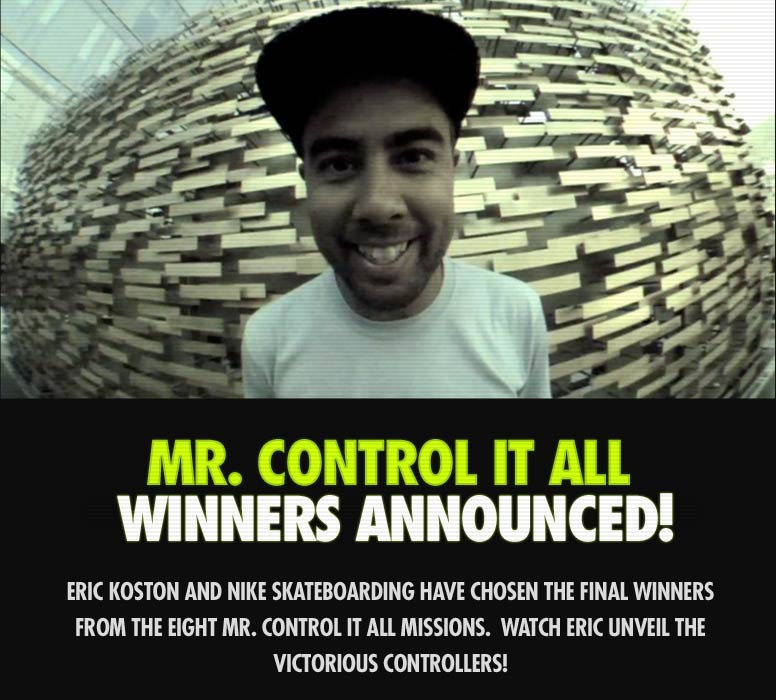 MR. CONTROL IT ALL
WINNERS ANNOUNCED!
ERIC KOSTON AND NIKE SKATEBOARDING HAVE CHOSEN THE FINAL WINNERS
FROM THE EIGHT MR. CONTROL IT ALL MISSIONS. WATCH ERIC UNVEIL THE
VICTORIOUS CONTROLLERS!